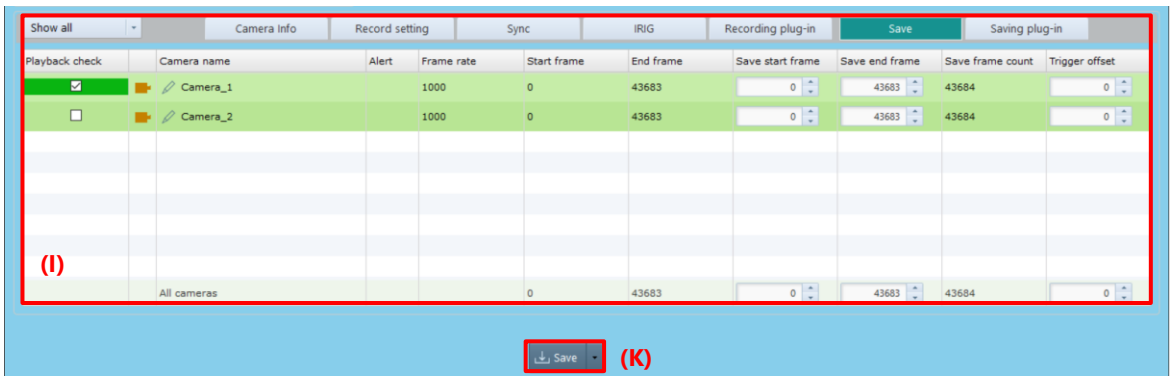 Show all Camera Info Record setting Sync IRIG Recording plug-in Save Saving plug-in
Playback check Camera name Alert Frame rate Start frame End frame Save start frame Save end frame Save frame count Trigger offset
Camera_1 1000 0 43683 0 43683 43684 0
Camera_2 1000 0 43683 0 43683 43684 0
(I)
All cameras 0 43683 0 43683 43684 0
Save (K)